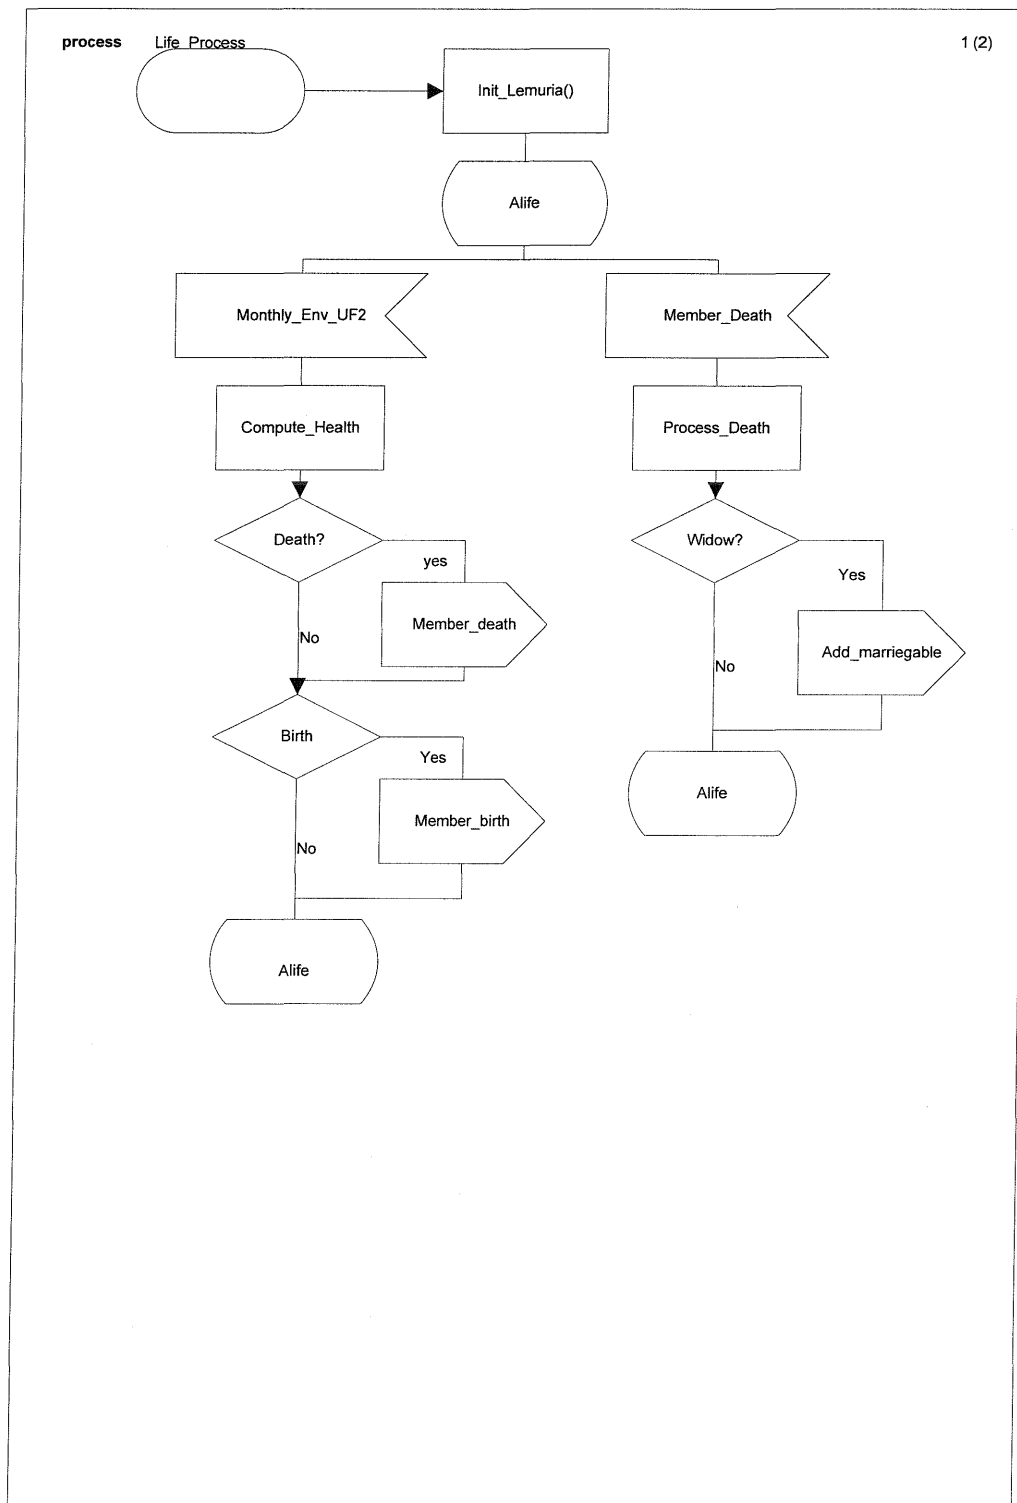 process Life_Process 1 (2)
Init_Lemuria()
Alife
Monthly_Env_UF2 Member_Death
Compute_Health Process_Death
Death? Widow?
yes Yes
Member_death
No
Add_marriegable
No
Birth
Yes
Alife
Member_birth
No
Alife